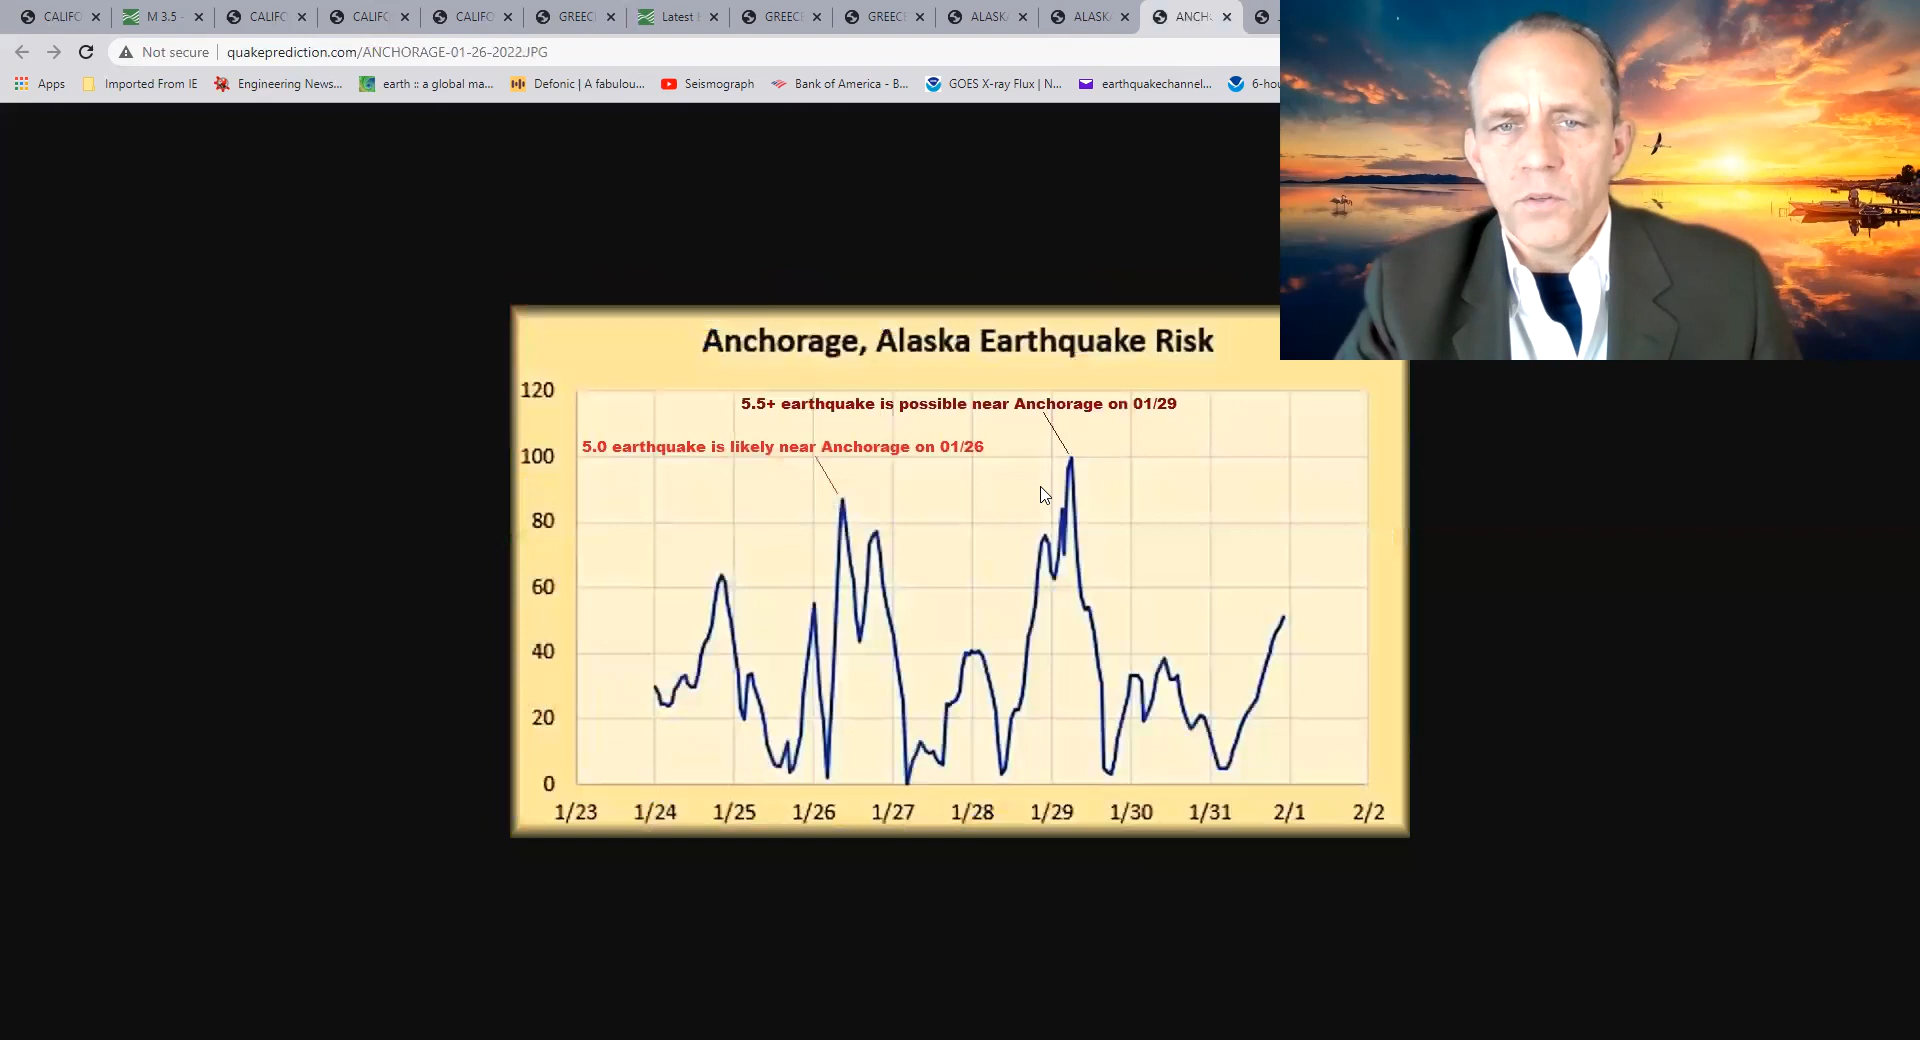 CALIFC
M 3.5 -
CALIFC
CALIFC
CALIFC
GREEC
Latest
GREEC
GREEC
ALASK
ALASK
ANCH
Not secure
quakeprediction.com/ANCHORAGE-01-26-2022.JPG
Apps
Imported From IE
Engineering News...
earth :: a global ma...
Defonic | A fabulou...
Seismograph
Bank of America - B...
GOES X-ray Flux | N...
earthquakechannel...
6-hou
Anchorage, Alaska Earthquake Risk
120
5.5+ earthquake is possible near Anchorage on 01/29
5.0 earthquake is likely near Anchorage on 01/26
100
80
60
40
20
0
1/23 1/24 1/25 1/26 1/27 1/28 1/29 1/30 1/31 2/1 2/2